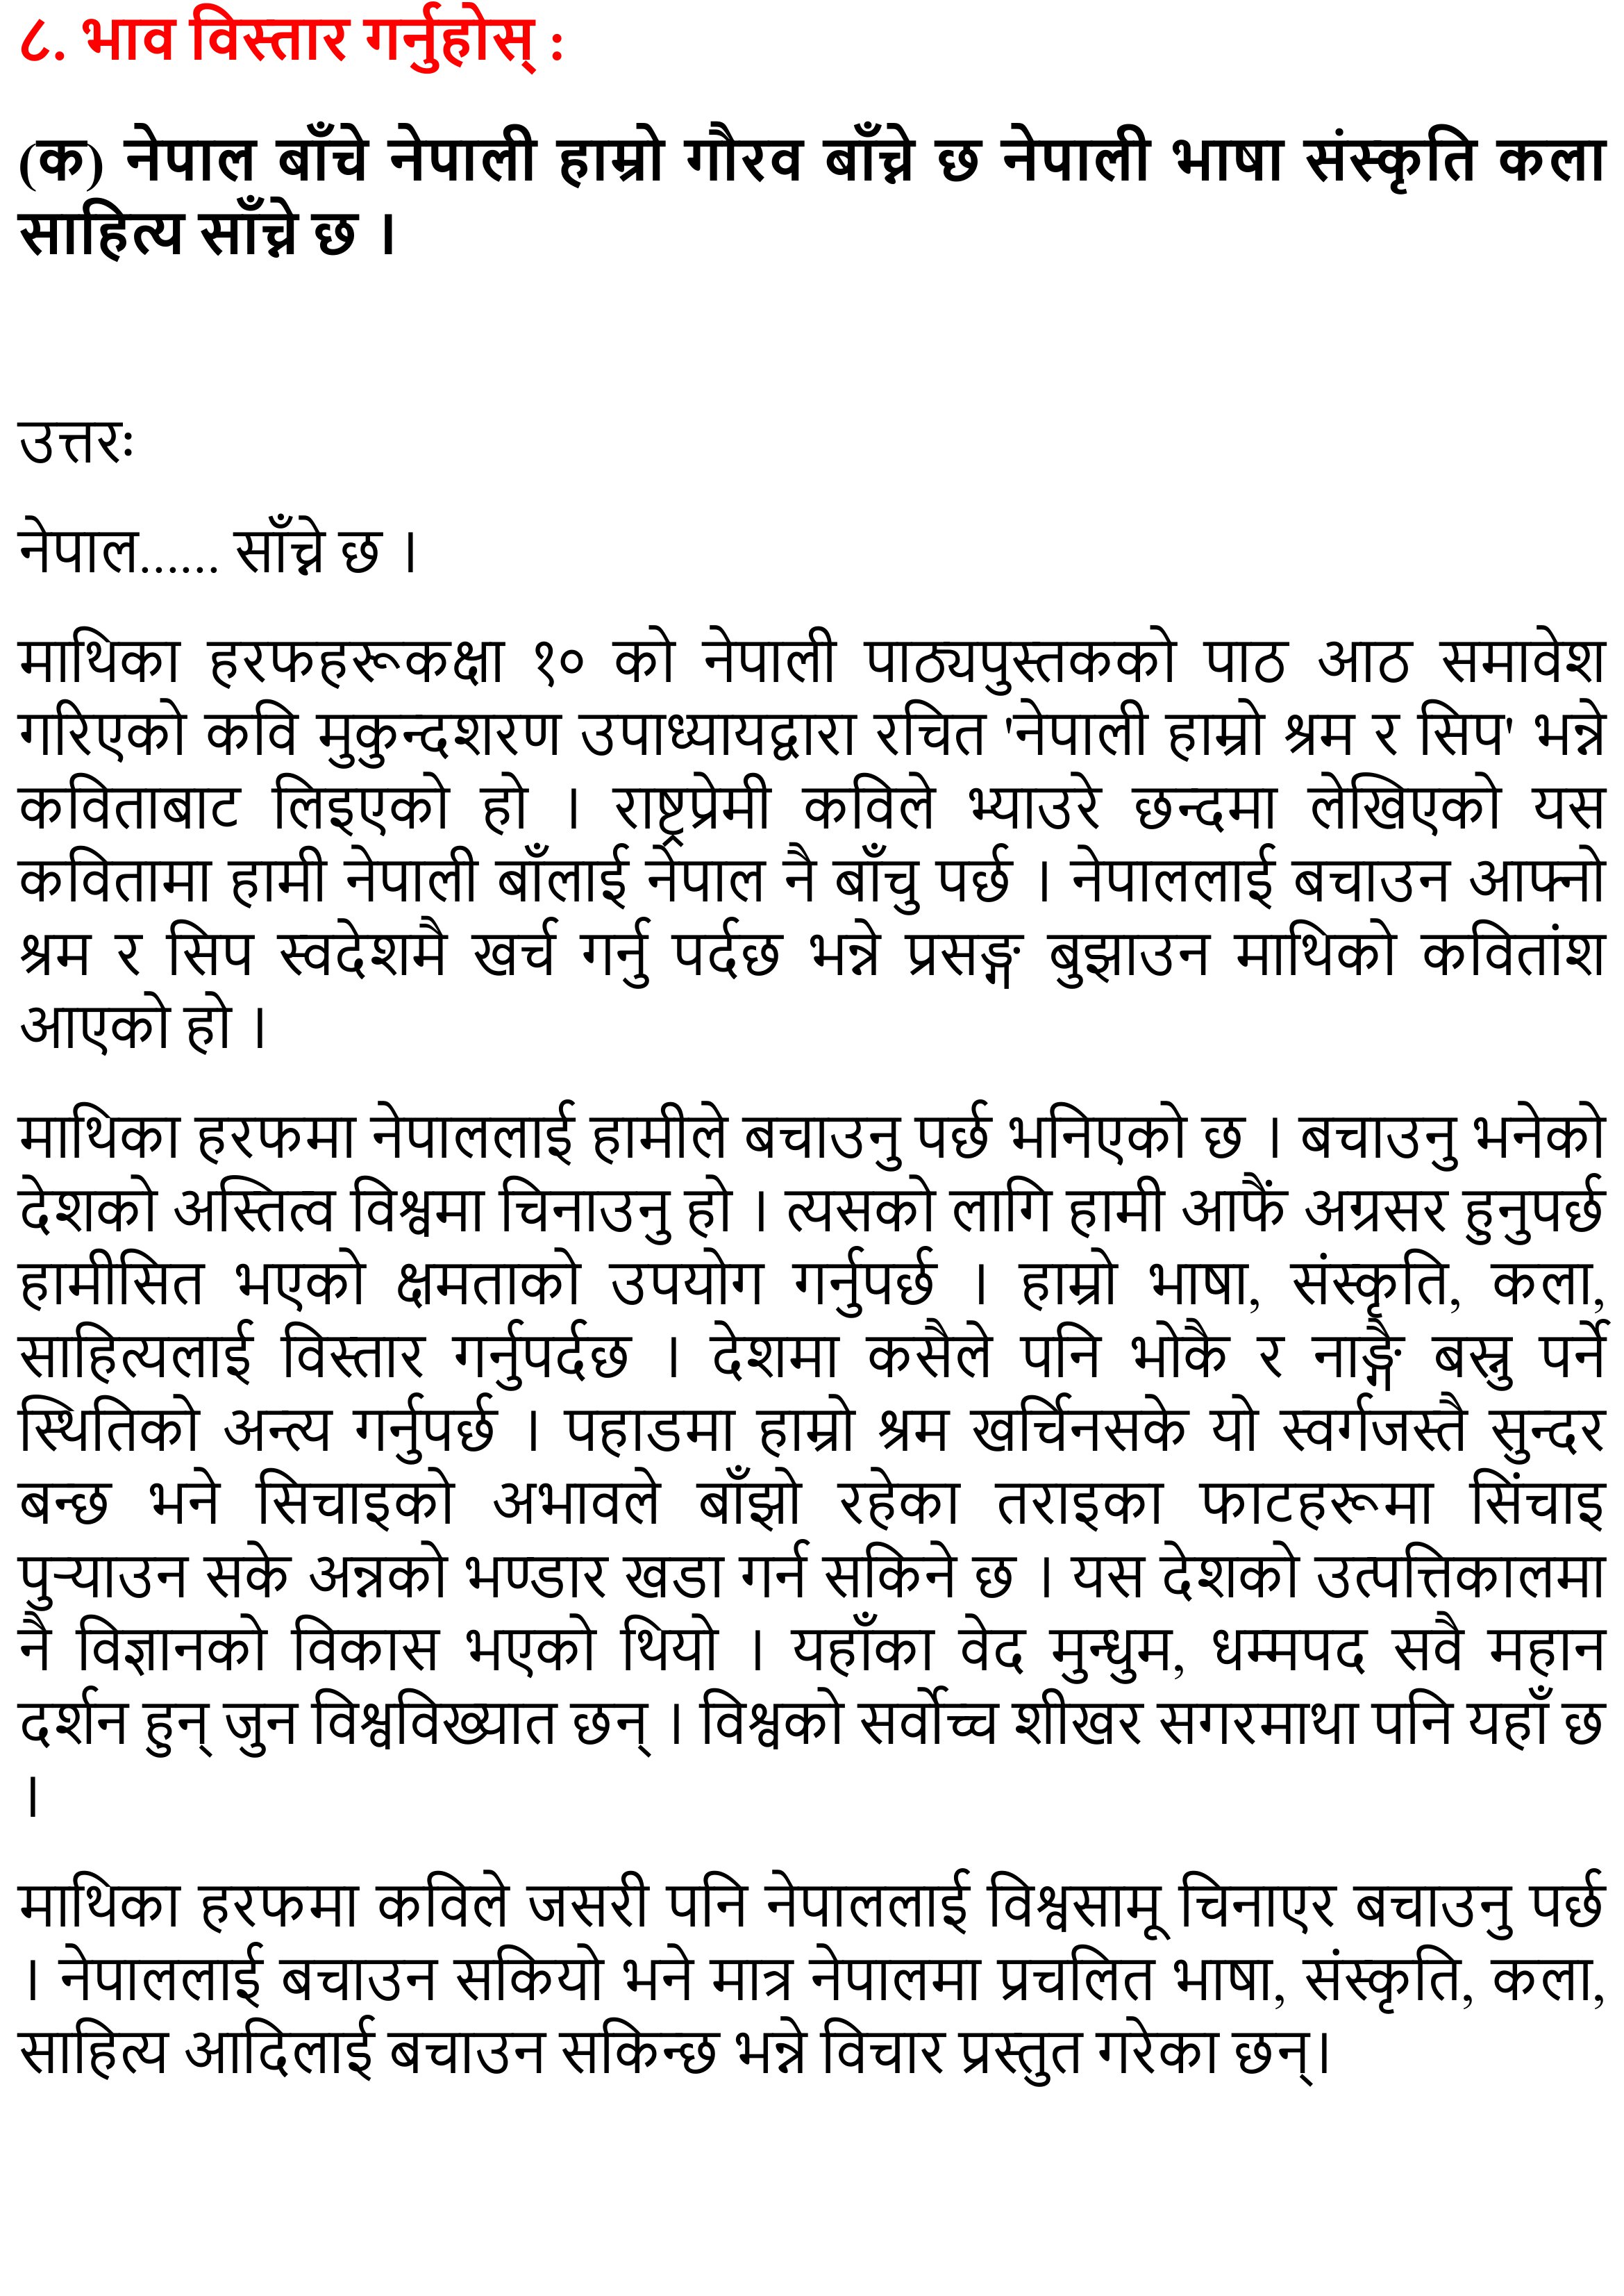 ८. भाव विस्तार गर्नुहोस् :
(क) नेपाल बाँचे नेपाली हाम्रो गौरव बाँच्ने छ नेपाली भाषा संस्कृति कला
साहित्य साँच्ने छ ।
उत्तरः
नेपाल...... साँच्ने छ ।
माथिका हरफहरूकक्षा १० को नेपाली पाठ्यपुस्तकको पाठ आठ समावेश
गरिएको कवि मुकुन्दशरण उपाध्यायद्वारा रचित 'नेपाली हाम्रो श्रम र सिप' भन्ने
कविताबाट लिइएको हो । राष्ट्रप्रेमी कविले भ्याउरे छन्दमा लेखिएको यस
कवितामा हामी नेपाली बाँलाई नेपाल नै बाँचु पर्छ । नेपाललाई बचाउन आफ्नो
श्रम र सिप स्वदेशमै खर्च गर्नु पर्दछ भन्ने प्रसङ्ग बुझाउन माथिको कवितांश
आएको हो ।
माथिका हरफमा नेपाललाई हामीले बचाउनु पर्छ भनिएको छ । बचाउनु भनेको
देशको अस्तित्व विश्वमा चिनाउनु हो । त्यसको लागि हामी आफैं अग्रसर हुनुपर्छ
हामीसित भएको क्षमताको उपयोग गर्नुपर्छ । हाम्रो भाषा, संस्कृति, कला,
साहित्यलाई विस्तार गर्नुपर्दछ । देशमा कसैले पनि भोकै र नाङ्गै बस्नु पर्ने
स्थितिको अन्त्य गर्नुपर्छ । पहाडमा हाम्रो श्रम खर्चिनसके यो स्वर्गजस्तै सुन्दर
बन्छ भने सिचाइको अभावले बाँझो रहेका तराइका फाटहरूमा सिंचाइ
पुऱ्याउन सके अन्नको भण्डार खडा गर्न सकिने छ । यस देशको उत्पत्तिकालमा
नै विज्ञानको विकास भएको थियो । यहाँका वेद मुन्धुम, धम्मपद सवै महान
दर्शन हुन् जुन विश्वविख्यात छन् । विश्वको सर्वोच्च शीखर सगरमाथा पनि यहाँ छ
।
माथिका हरफमा कविले जसरी पनि नेपाललाई विश्वसामू चिनाएर बचाउनु पर्छ
। नेपाललाई बचाउन सकियो भने मात्र नेपालमा प्रचलित भाषा, संस्कृति, कला,
साहित्य आदिलाई बचाउन सकिन्छ भन्ने विचार प्रस्तुत गरेका छन्।